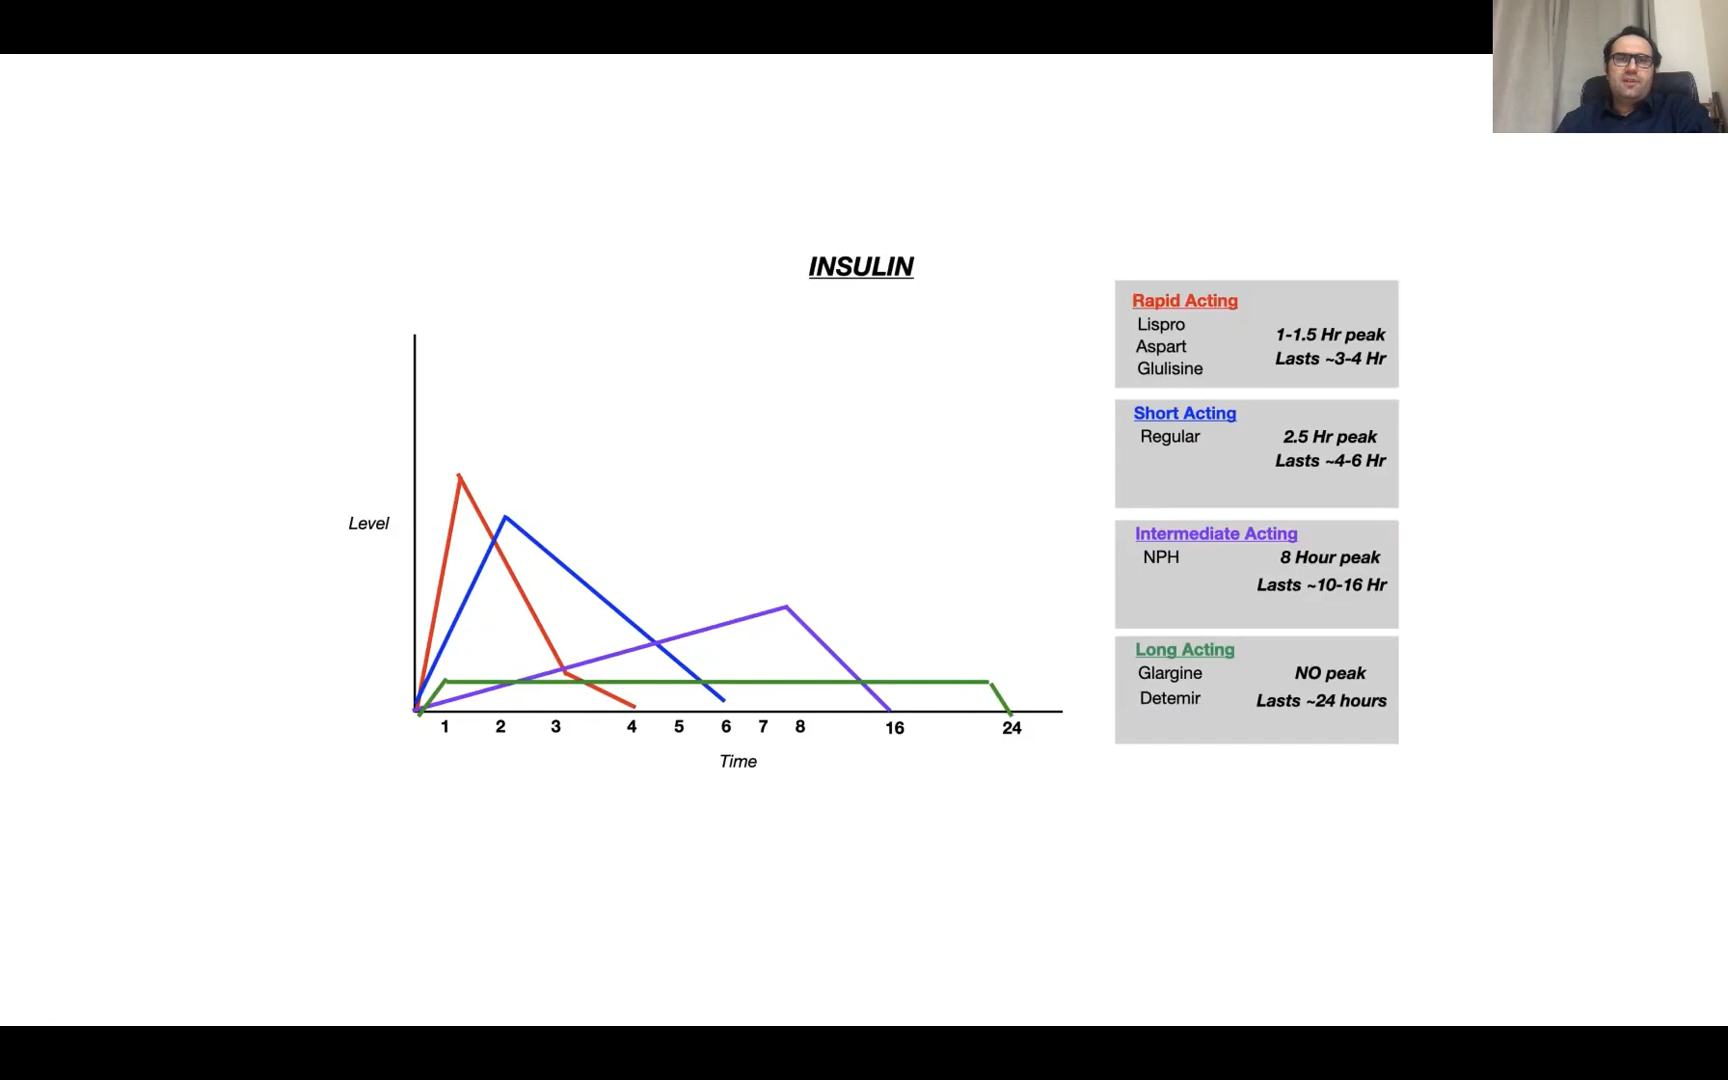 INSULIN
Level
1 2 3 4 5 6 7 8 16 24
Time
Rapid Acting
Lispro
Aspart
Glulisine
1-1.5 Hr peak
Lasts ~3-4 Hr
Short Acting
Regular
2.5 Hr peak
Lasts ~4-6 Hr
Intermediate Acting
NPH
8 Hour peak
Lasts ~10-16 Hr
Long Acting
Glargine
Detemir
NO peak
Lasts ~24 hours